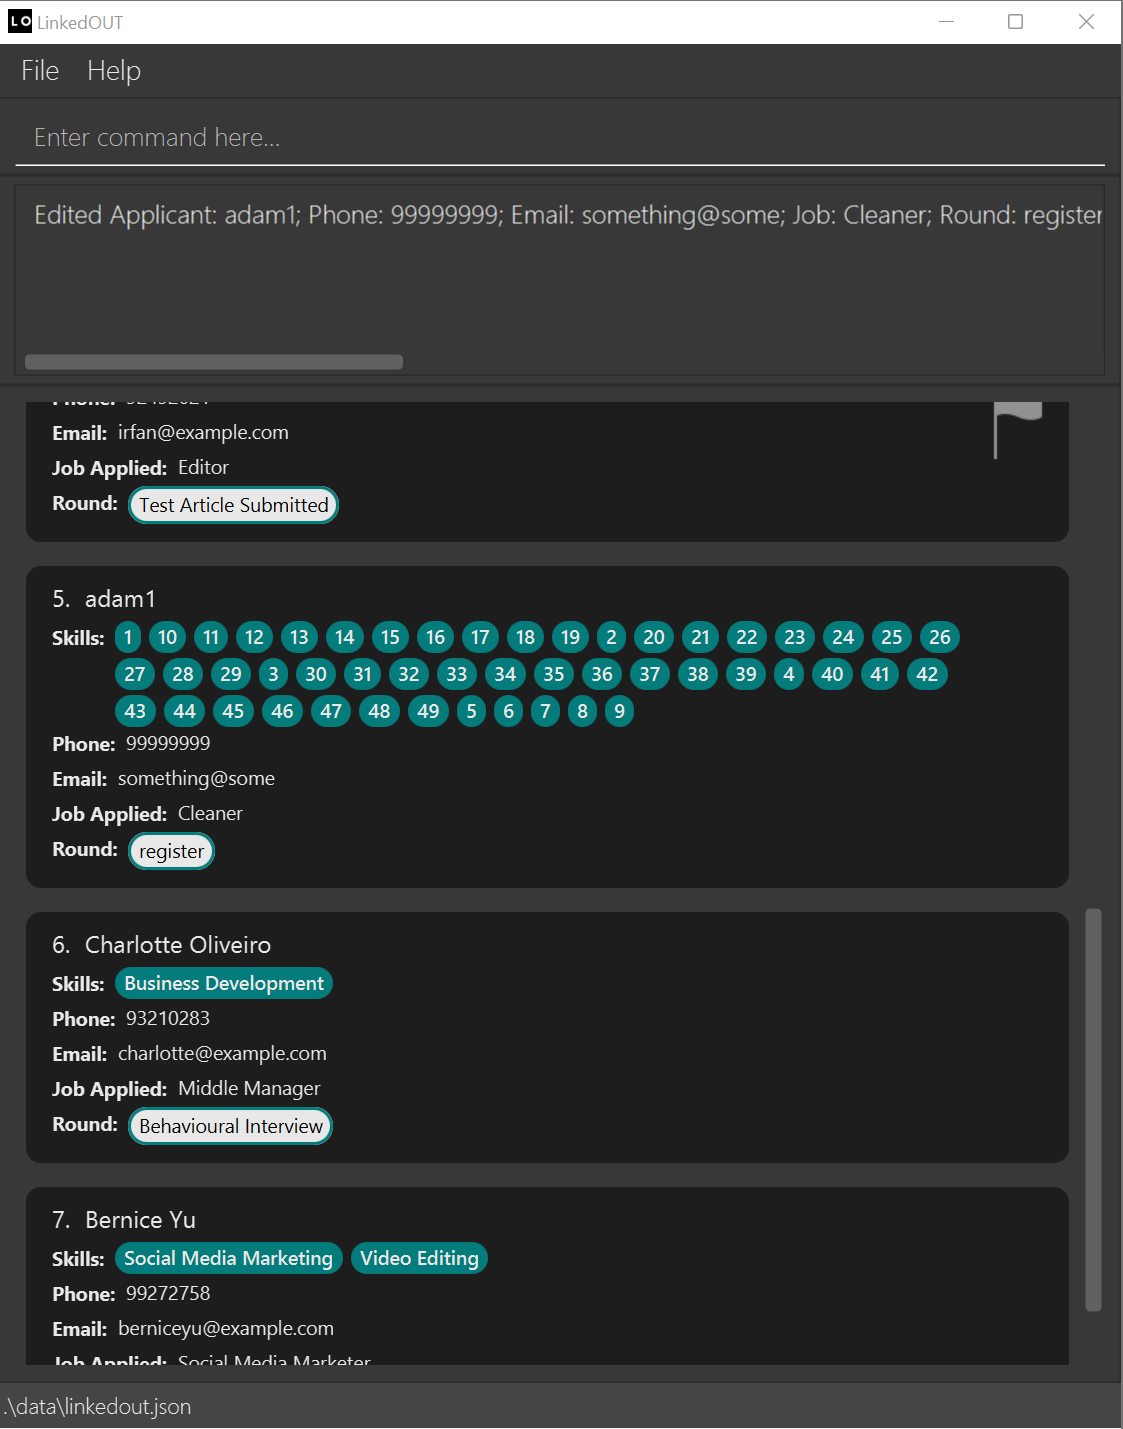 LO LinkedOUT
File Help
Enter command here...
Edited Applicant: adam1; Phone: 99999999; Email: something@some; Job: Cleaner; Round: register
Email: irfan@example.com
Job Applied: Editor
Round: Test Article Submitted
5. adam1
Skills: 1 10 11 12 13 14 15 16 17 18 19 2 20 21 22 23 24 25 26
27 28 29 3 30 31 32 33 34 35 36 37 38 39 4 40 41 42
43 44 45 46 47 48 49 5 6 7 8 9
Phone: 99999999
Email: something@some
Job Applied: Cleaner
Round: register
6. Charlotte Oliveiro
Skills: Business Development
Phone: 93210283
Email: charlotte@example.com
Job Applied: Middle Manager
Round: Behavioural Interview
7. Bernice Yu
Skills: Social Media Marketing Video Editing
Phone: 99272758
Email: berniceyu@example.com
Job Applied: Social Media Marketer
.\data\linkedout.json